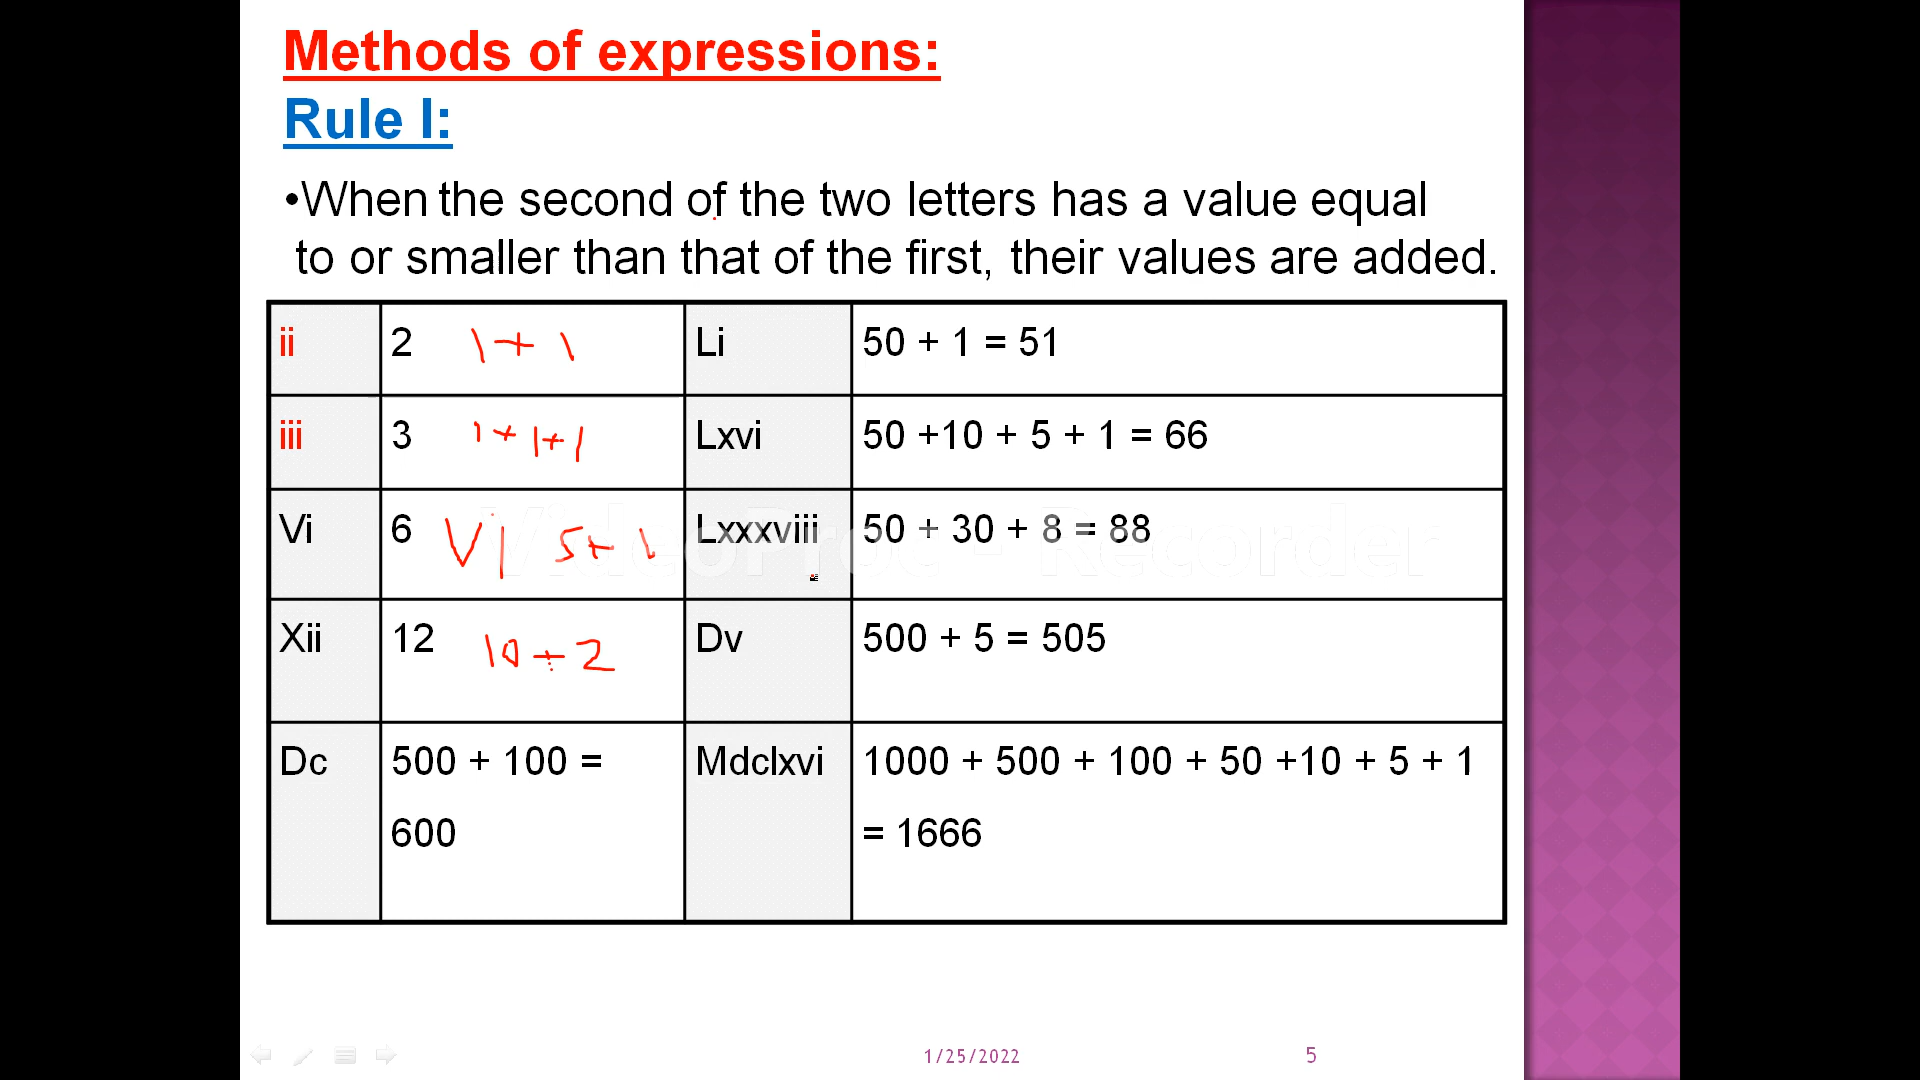 Methods of expressions:
Rule I:
•When the second of the two letters has a value equal
to or smaller than that of the first, their values are added.
ii 2 1+1 Li 50 + 1 = 51
iii 3 1+1+1 Lxvi 50 +10 + 5 + 1 = 66
Vi 6 VI 5+1 Lxxxviii 50 + 30 + 8 = 88
VideoProc - Recorder
Xii 12 10+2 Dv 500 + 5 = 505
Dc 500 + 100 = Mdclxvi 1000 + 500 + 100 + 50 +10 + 5 + 1
600 = 1666
1/25/2022 5